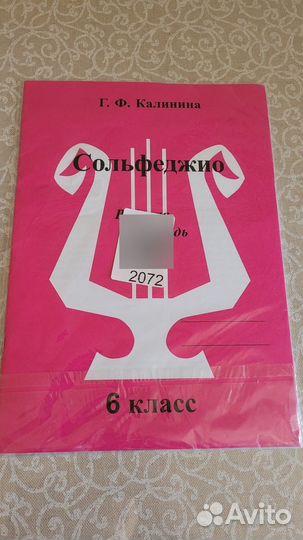 Г. Ф. Калинина
Сольфеджио
2072
6 класс
Avito